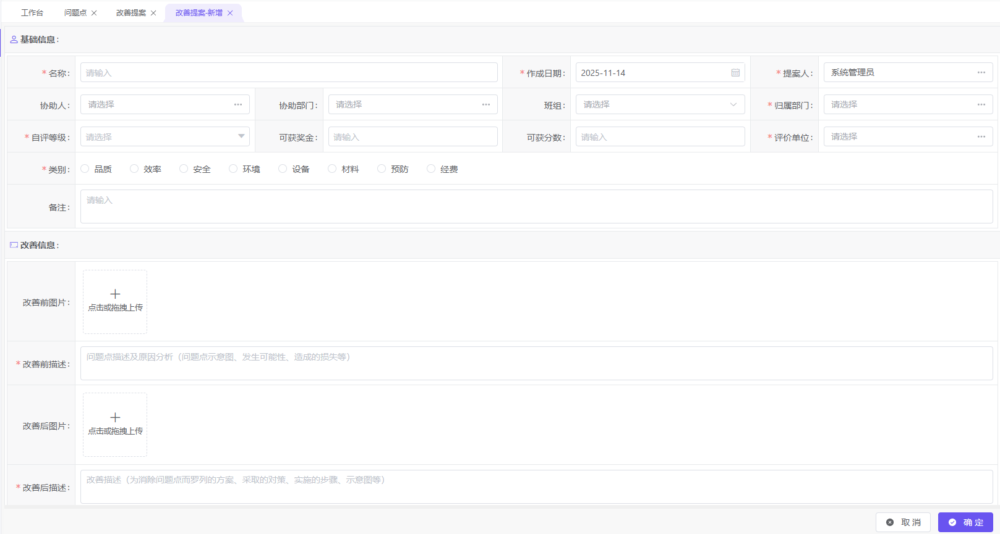 工作台 问题点 改善提案 改善提案-新增
基础信息：
* 名称： 请输入 * 作成日期： 2025-11-14 * 提案人： 系统管理员
协助人： 请选择 协助部门： 请选择 班组： 请选择 * 归属部门： 请选择
* 自评等级： 请选择 可获奖金： 请输入 可获分数： 请输入 * 评价单位： 请选择
* 类别： 品质 效率 安全 环境 设备 材料 预防 经费
备注： 请输入
改善信息：
改善前图片： 点击或拖拽上传
* 改善前描述： 问题点描述及原因分析（问题点示意图、发生可能性、造成的损失等）
改善后图片： 点击或拖拽上传
* 改善后描述： 改善描述（为消除问题点而罗列的方案、采取的对策、实施的步骤、示意图等）
取 消 确 定